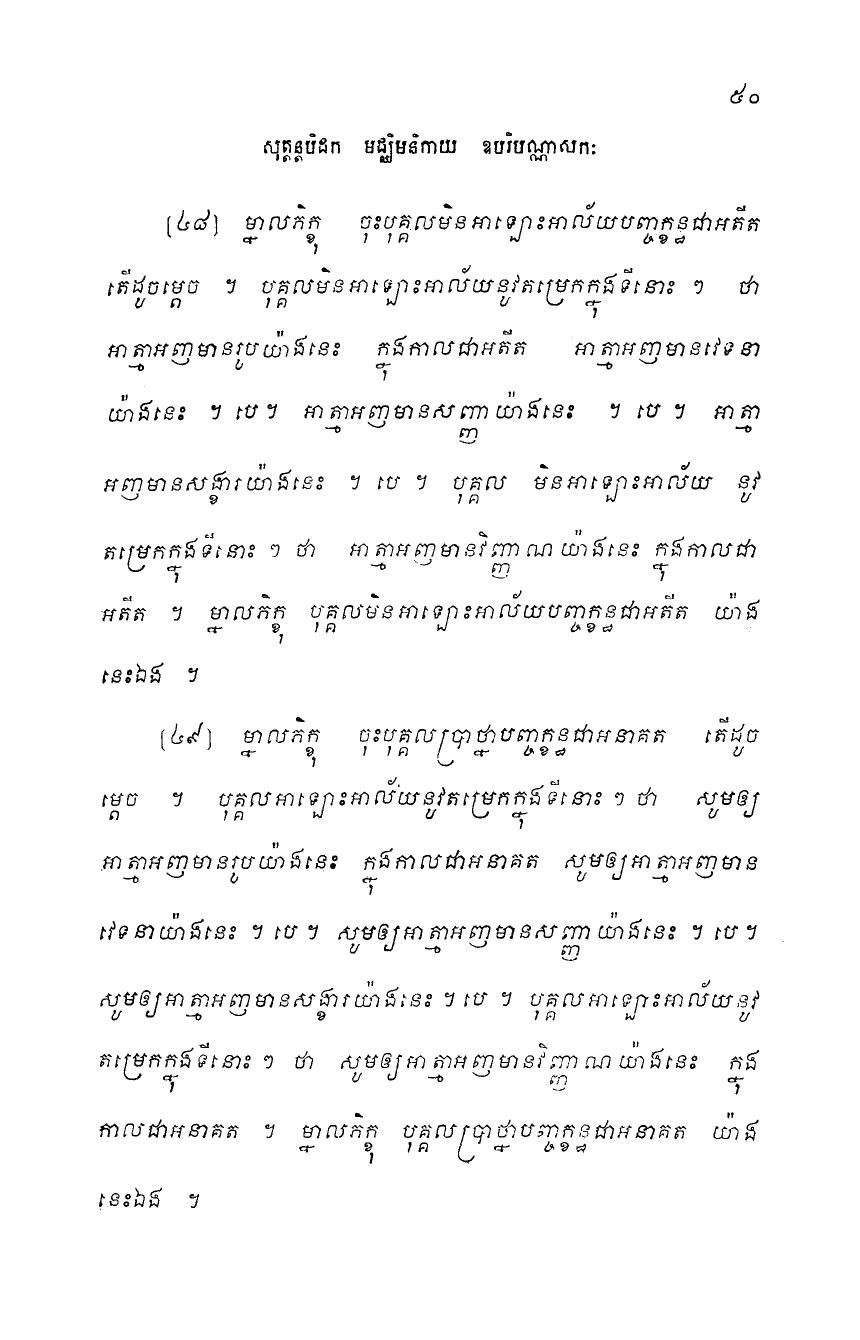 ៥០
សុត្តន្តបិដក មជ្ឈិមនិកាយ ឧបរិបណ្ណាសកៈ
[៤៨] ម្នាលភិក្ខុ ចុះបុគ្គលមិនអាឡោះអាល័យបញ្ចក្ខន្ធជាអតីត
តើដូចម្តេច ។ បុគ្គលមិនអាឡោះអាល័យនូវតម្រេកក្នុងទីនោះ ៗ ថា
អាត្មាអញមានរូបយ៉ាងនេះ ក្នុងកាលជាអតីត អាត្មាអញមានវេទនា
យ៉ាងនេះ ។ បេ ។ អាត្មាអញមានសញ្ញាយ៉ាងនេះ ។ បេ ។ អាត្មា
អញមានសង្ខារយ៉ាងនេះ ។ បេ ។ បុគ្គល មិនអាឡោះអាល័យ នូវ
តម្រេកក្នុងទីនោះ ៗ ថា អាត្មាអញមានវិញ្ញាណយ៉ាងនេះ ក្នុងកាលជា
អតីត ។ ម្នាលភិក្ខុ បុគ្គលមិនអាឡោះអាល័យបញ្ចក្ខន្ធជាអតីត យ៉ាង
នេះឯង ។
[៤៩] ម្នាលភិក្ខុ ចុះបុគ្គលប្រាថ្នាបញ្ចក្ខន្ធជាអនាគត តើដូច
ម្តេច ។ បុគ្គលអាឡោះអាល័យនូវតម្រេកក្នុងទីនោះ ៗ ថា សូមឲ្យ
អាត្មាអញមានរូបយ៉ាងនេះ ក្នុងកាលជាអនាគត សូមឲ្យអាត្មាអញមាន
វេទនាយ៉ាងនេះ ។ បេ ។ សូមឲ្យអាត្មាអញមានសញ្ញាយ៉ាងនេះ ។ បេ ។
សូមឲ្យអាត្មាអញមានសង្ខារយ៉ាងនេះ ។ បេ ។ បុគ្គលអាឡោះអាល័យនូវ
តម្រេកក្នុងទីនោះ ៗ ថា សូមឲ្យអាត្មាអញមានវិញ្ញាណយ៉ាងនេះ ក្នុង
កាលជាអនាគត ។ ម្នាលភិក្ខុ បុគ្គលប្រាថ្នាបញ្ចក្ខន្ធជាអនាគត យ៉ាង
នេះឯង ។